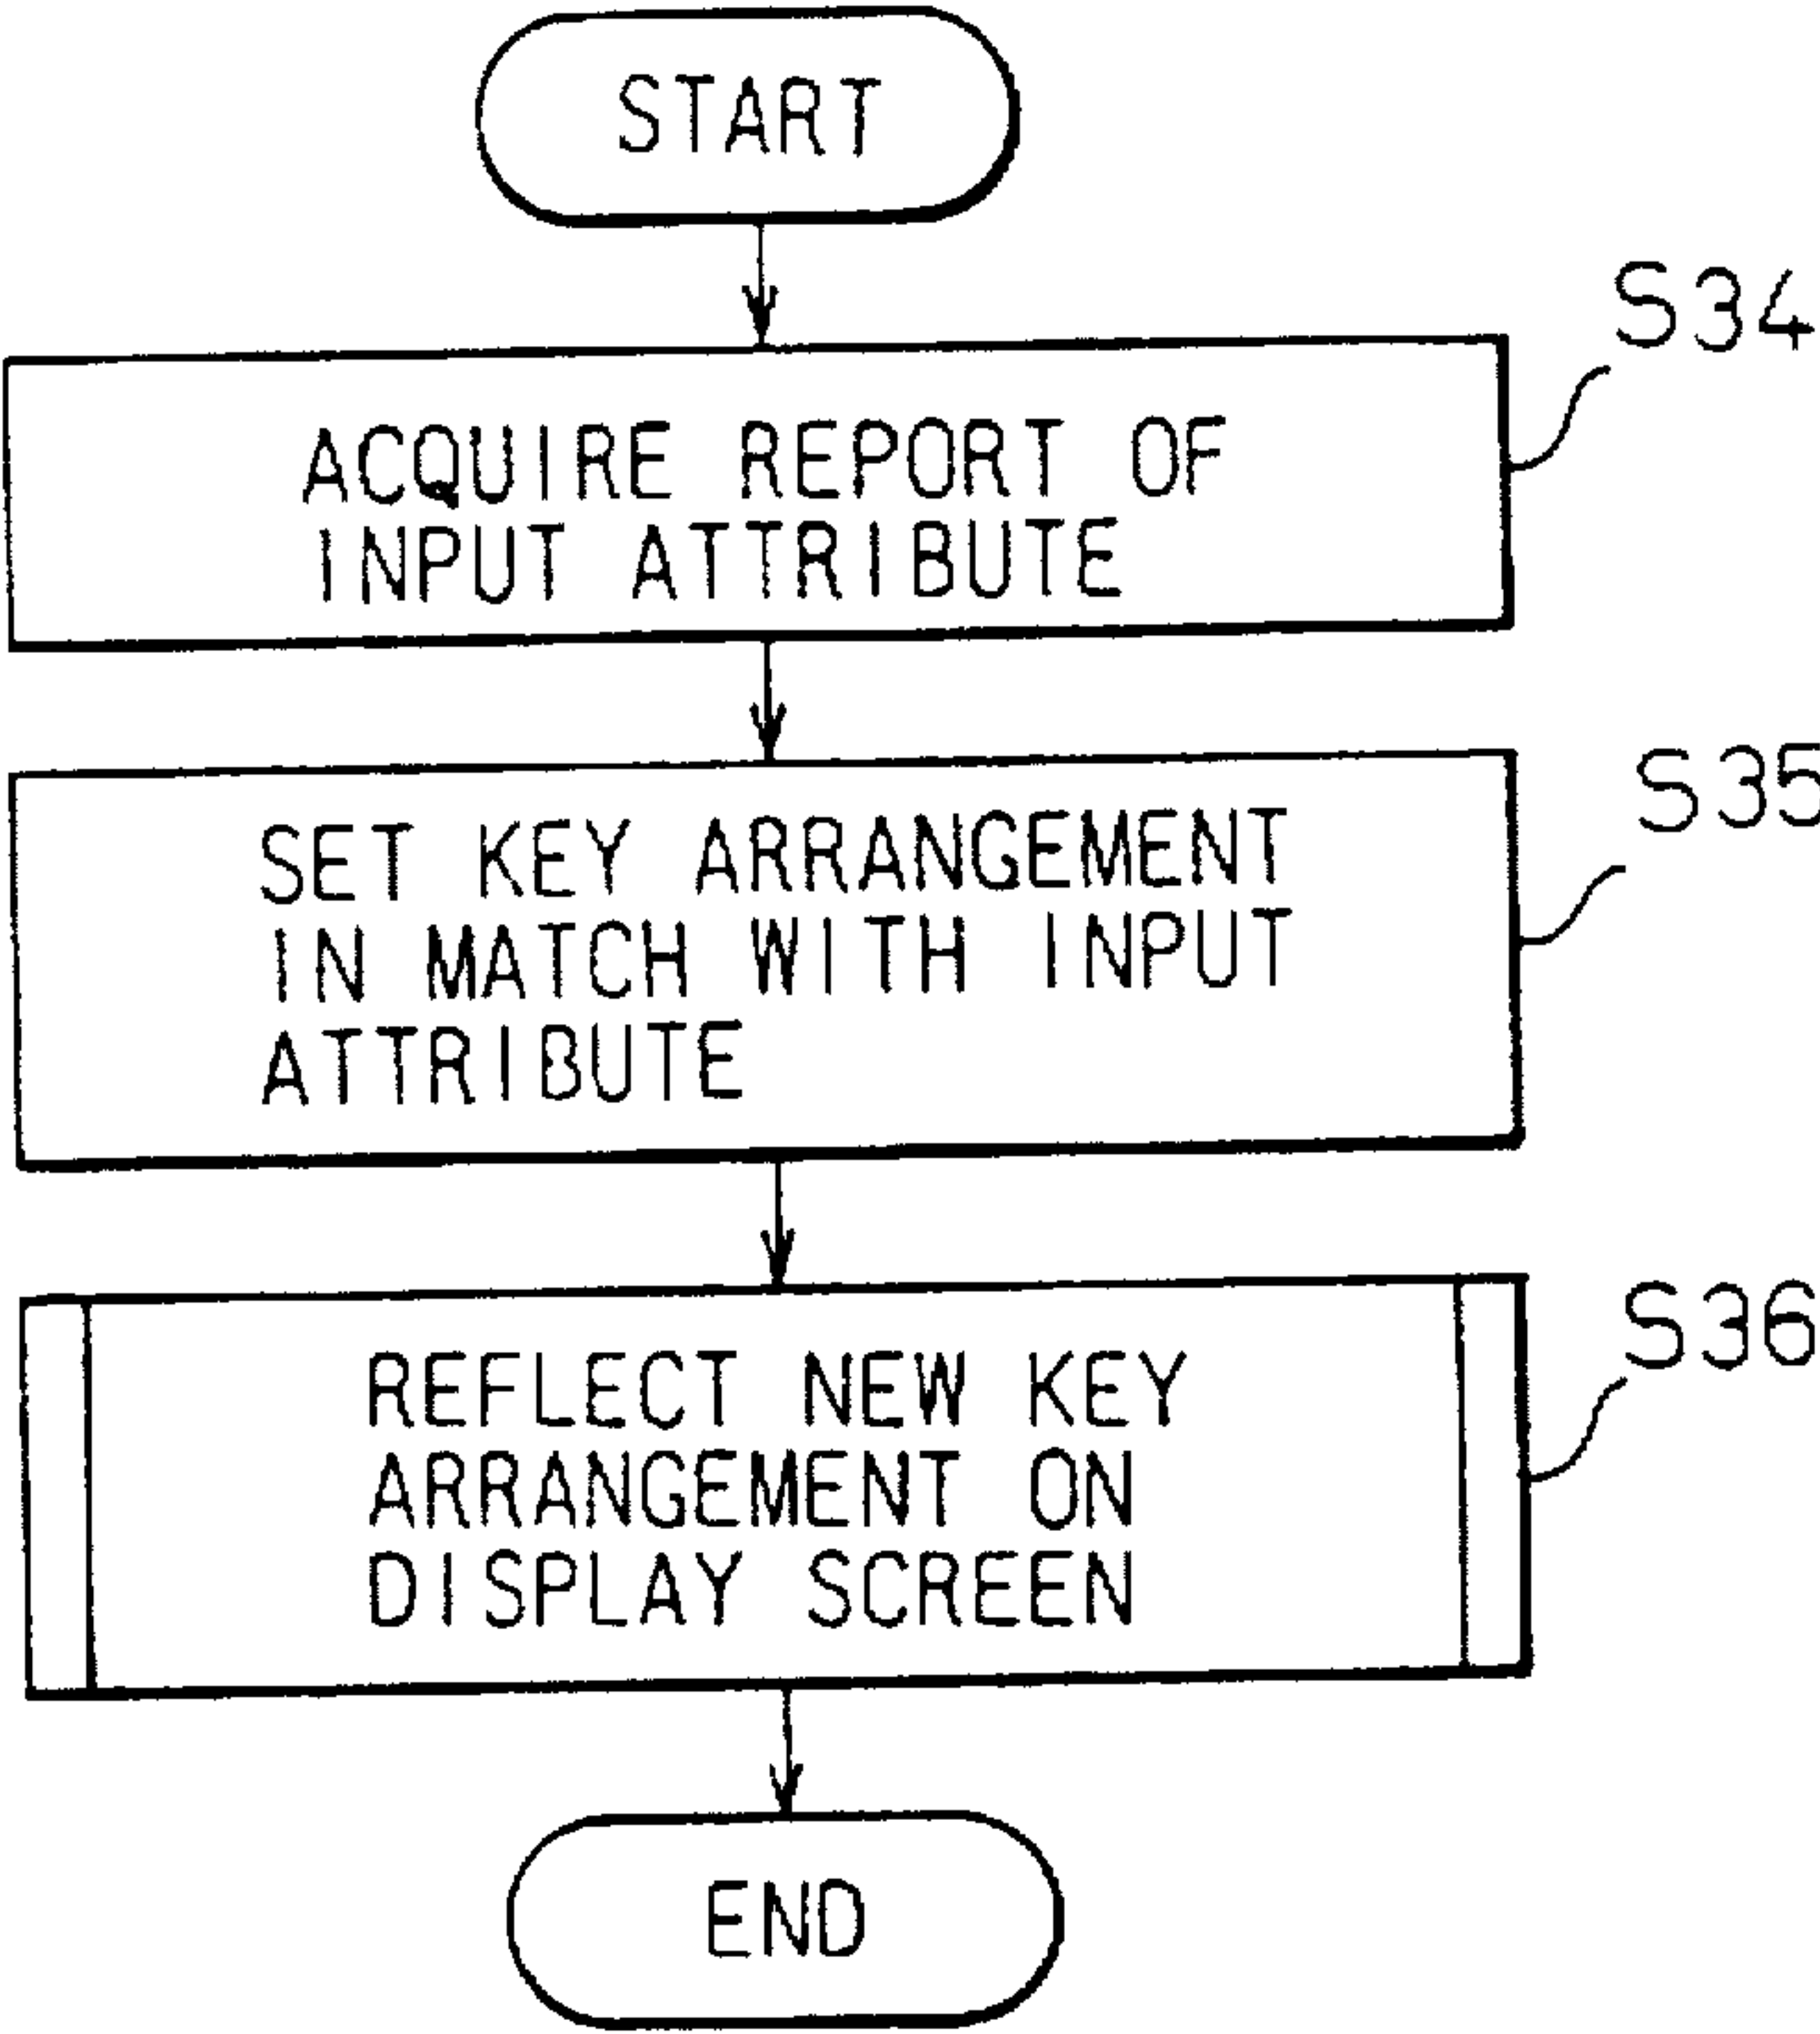 START
S34
ACQUIRE REPORT OF
INPUT ATTRIBUTE
S35
SET KEY ARRANGEMENT
IN MATCH WITH INPUT
ATTRIBUTE
S36
REFLECT NEW KEY
ARRANGEMENT ON
DISPLAY SCREEN
END